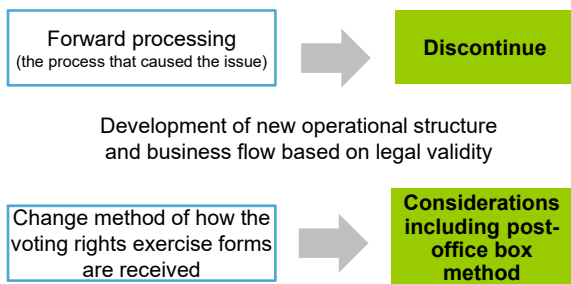 Forward processing
(the process that caused the issue)
Discontinue
Development of new operational structure
and business flow based on legal validity
Change method of how the
voting rights exercise forms
are received
Considerations
including post-
office box
method